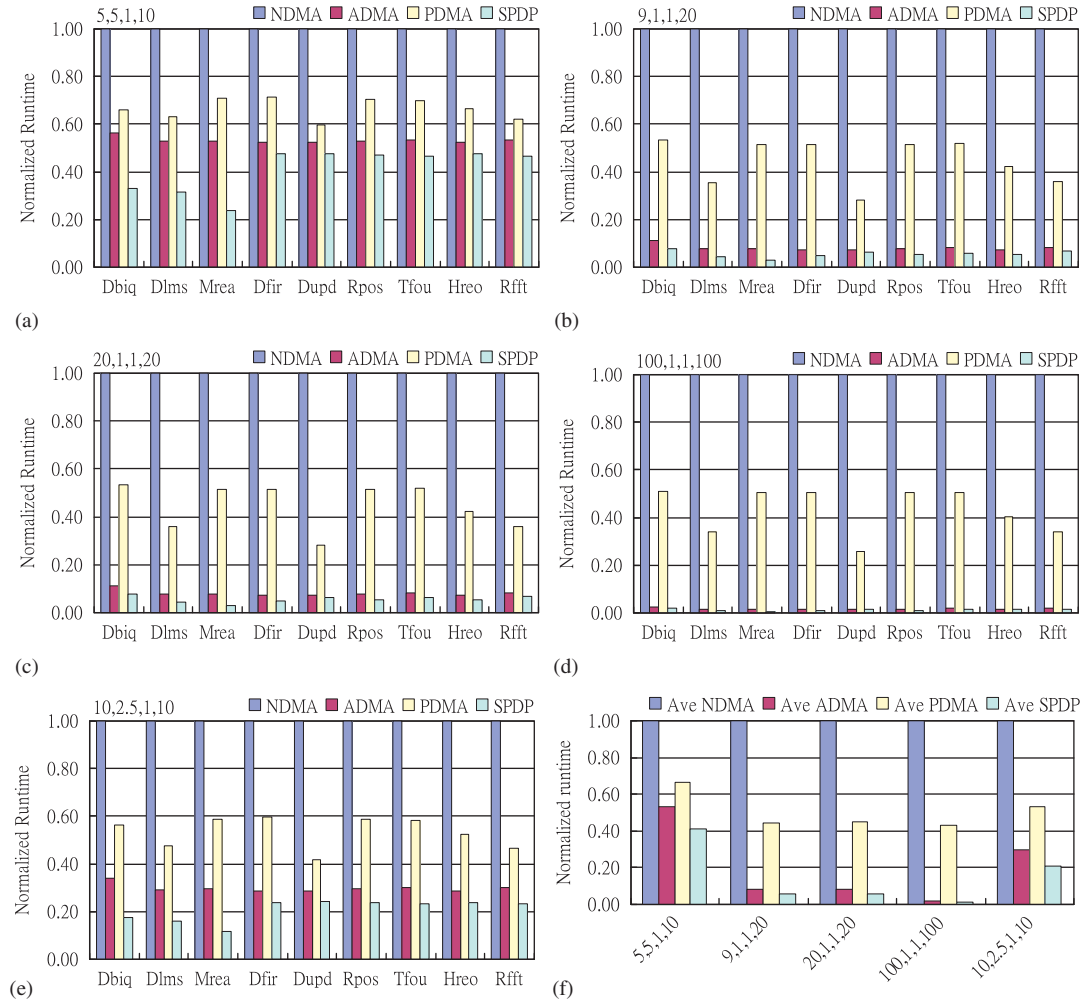 5,5,1,10
NDMA ADMA PDMA SPDP
1.00
0.80
0.60
0.40
0.20
0.00
Normalized Runtime
Dbiq Dlms Mrea Dfir Dupd Rpos Tfou Hreo Rfft
(a)
9,1,1,20
NDMA ADMA PDMA SPDP
1.00
0.80
0.60
0.40
0.20
0.00
Normalized Runtime
Dbiq Dlms Mrea Dfir Dupd Rpos Tfou Hreo Rfft
(b)
20,1,1,20
NDMA ADMA PDMA SPDP
1.00
0.80
0.60
0.40
0.20
0.00
Normalized Runtime
Dbiq Dlms Mrea Dfir Dupd Rpos Tfou Hreo Rfft
(c)
100,1,1,100
NDMA ADMA PDMA SPDP
1.00
0.80
0.60
0.40
0.20
0.00
Normalized Runtime
Dbiq Dlms Mrea Dfir Dupd Rpos Tfou Hreo Rfft
(d)
10,2.5,1,10
NDMA ADMA PDMA SPDP
1.00
0.80
0.60
0.40
0.20
0.00
Normalized Runtime
Dbiq Dlms Mrea Dfir Dupd Rpos Tfou Hreo Rfft
(e)
Ave NDMA Ave ADMA Ave PDMA Ave SPDP
1.00
0.80
0.60
0.40
0.20
0.00
Normalized runtime
5,5,1,10
9,1,1,20
20,1,1,20
100,1,1,100
10,2.5,1,10
(f)